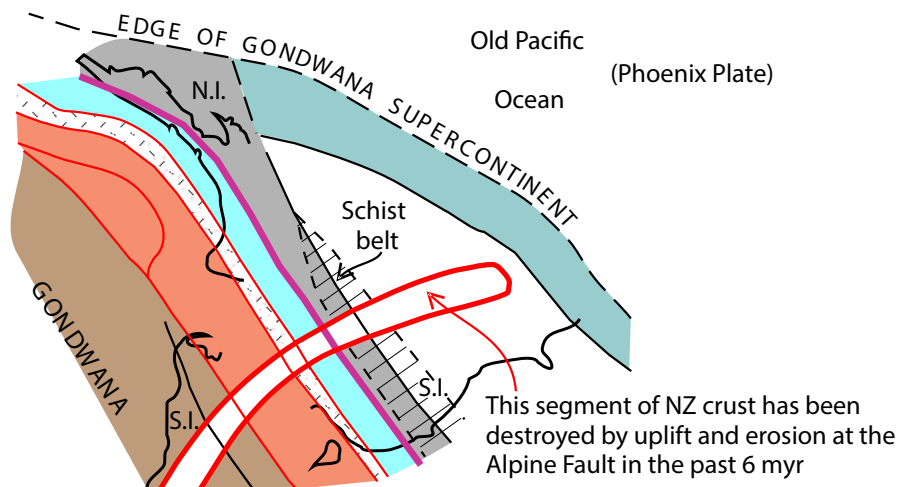 EDGE OF GONDWANA SUPERCONTINENT
Old Pacific
Ocean
(Phoenix Plate)
N.I.
Schist
belt
GONDWANA
S.I.
S.I.
This segment of NZ crust has been
destroyed by uplift and erosion at the
Alpine Fault in the past 6 myr